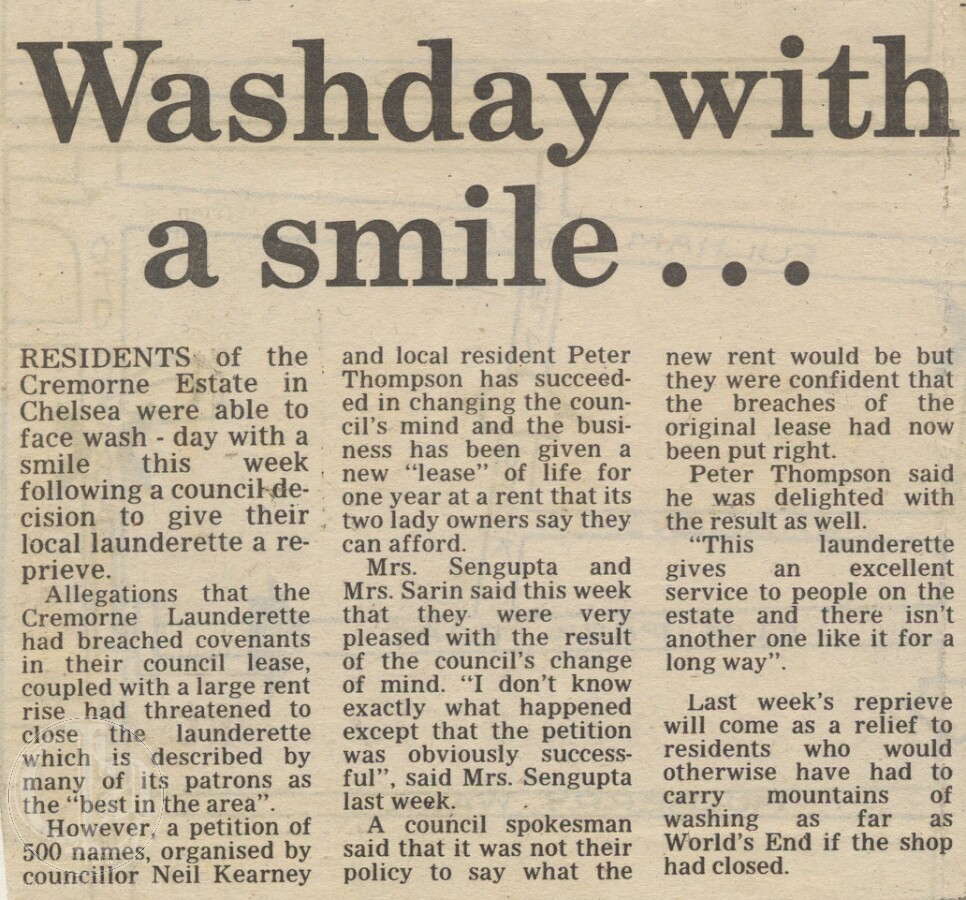 Washday with
a smile ...
RESIDENTS of the
Cremorne Estate in
Chelsea were able to
face wash - day with a
smile this week
following a council de-
cision to give their
local launderette a re-
prieve.
Allegations that the
Cremorne Launderette
had breached covenants
in their council lease,
coupled with a large rent
rise had threatened to
close the launderette
which is described by
many of its patrons as
the "best in the area".
However, a petition of
500 names, organised by
councillor Neil Kearney
and local resident Peter
Thompson has succeed-
ed in changing the coun-
cil's mind and the busi-
ness has been given a
new "lease" of life for
one year at a rent that its
two lady owners say they
can afford.
Mrs. Sengupta and
Mrs. Sarin said this week
that they were very
pleased with the result
of the council's change
of mind. "I don't know
exactly what happened
except that the petition
was obviously success-
ful", said Mrs. Sengupta
last week.
A council spokesman
said that it was not their
policy to say what the
new rent would be but
they were confident that
the breaches of the
original lease had now
been put right.
Peter Thompson said
he was delighted with
the result as well.
"This launderette
gives an excellent
service to people on the
estate and there isn't
another one like it for a
long way".
Last week's reprieve
will come as a relief to
residents who would
otherwise have had to
carry mountains of
washing as far as
World's End if the shop
had closed.